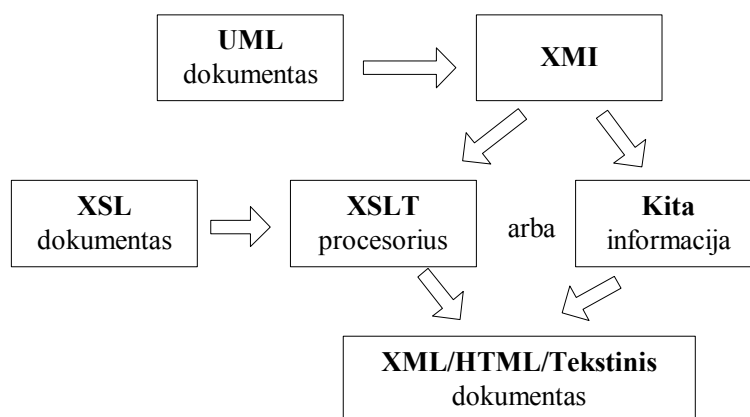 UML
dokumentas
XMI
XSL
dokumentas
XSLT
procesorius
arba
Kita
informacija
XML/HTML/Tekstinis
dokumentas